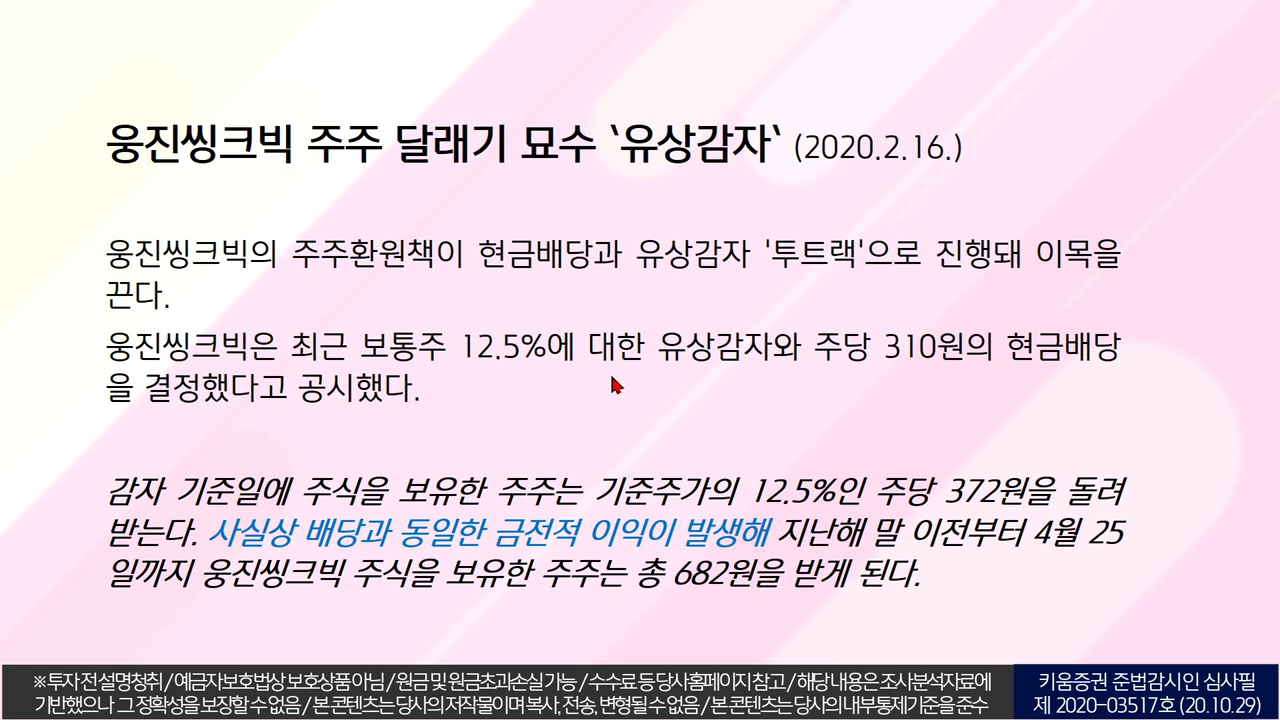 웅진씽크빅 주주 달래기 묘수 `유상감자` (2020.2.16.)
웅진씽크빅의 주주환원책이 현금배당과 유상감자 '투트랙'으로 진행돼 이목을
끈다.
웅진씽크빅은 최근 보통주 12.5%에 대한 유상감자와 주당 310원의 현금배당
을 결정했다고 공시했다.
감자 기준일에 주식을 보유한 주주는 기준주가의 12.5%인 주당 372원을 돌려
받는다. 사실상 배당과 동일한 금전적 이익이 발생해 지난해 말 이전부터 4월 25
일까지 웅진씽크빅 주식을 보유한 주주는 총 682원을 받게 된다.
※ 투자 전 설명청취 / 예금자보호법상 보호상품 아님 / 원금 및 원금초과손실 가능 / 수수료 등 당사홈페이지 참고 / 해당 내용은 조사분석자료에
기반했으나 그 정확성을 보장할 수 없음 / 본 콘텐츠는 당사의 저작물이며 복사, 전송, 변형될 수 없음 / 본 콘텐츠는 당사의 내부통제기준을 준수
키움증권 준법감시인 심사필
제 2020-03517호 (20.10.29)